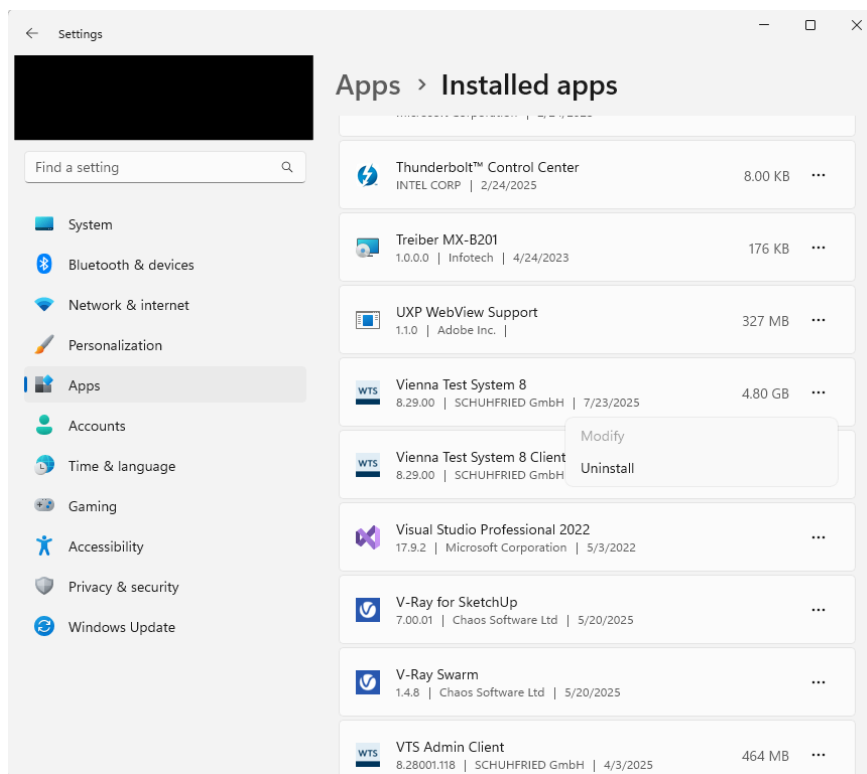 Settings
Apps > Installed apps
Find a setting
System
Bluetooth & devices
Network & internet
Personalization
Apps
Accounts
Time & language
Gaming
Accessibility
Privacy & security
Windows Update
Thunderbolt™ Control Center
INTEL CORP | 2/24/2025
8.00 KB
Treiber MX-B201
1.0.0.0 | Infotech | 4/24/2023
176 KB
UXP WebView Support
1.1.0 | Adobe Inc. |
327 MB
WTS
Vienna Test System 8
8.29.00 | SCHUHFRIED GmbH | 7/23/2025
4.80 GB
Modify
Uninstall
WTS
Vienna Test System 8 Client
8.29.00 | SCHUHFRIED GmbH
Visual Studio Professional 2022
17.9.2 | Microsoft Corporation | 5/3/2022
V-Ray for SketchUp
7.00.01 | Chaos Software Ltd | 5/20/2025
V-Ray Swarm
1.4.8 | Chaos Software Ltd | 5/20/2025
WTS
VTS Admin Client
8.28001.118 | SCHUHFRIED GmbH | 4/3/2025
464 MB